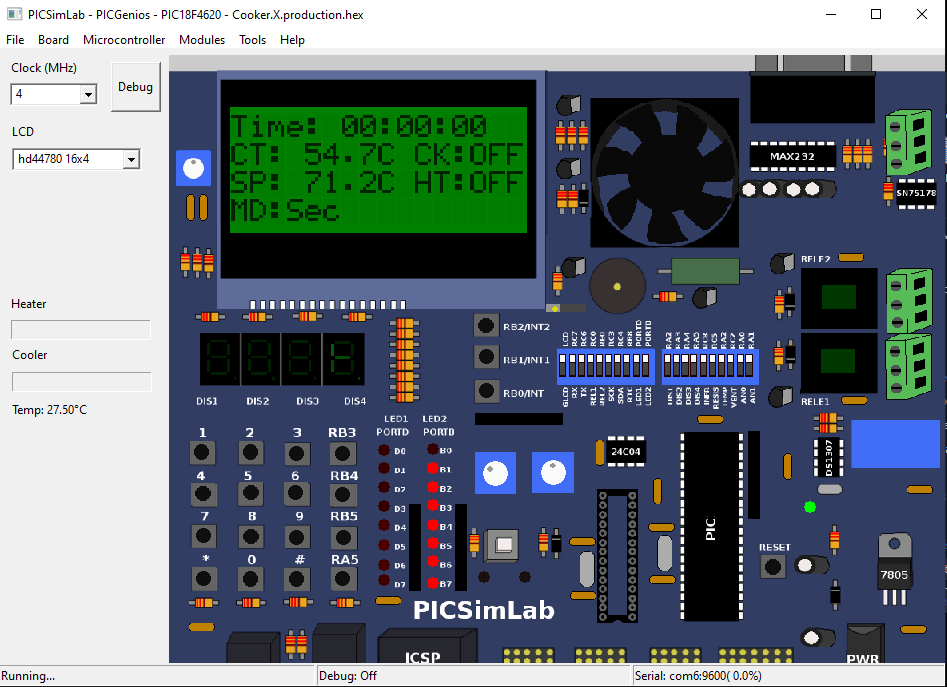 PICSimLab - PICGenios - PIC18F4620 - Cooker.X.production.hex
File Board Microcontroller Modules Tools Help
Clock (MHz)
4
Debug
LCD
hd44780 16x4
Heater
Cooler
Temp: 27.50°C
Time: 00:00:00
CT: 54.7C CK:OFF
SP: 71.2C HT:OFF
MD:Sec
MAX232
SN75178
RELE2
RELE1
RB2/INT2
RB1/INT1
RB0/INT
DIS1 DIS2 DIS3 DIS4
LED1 LED2
PORTD PORTD
1 2 3 RB3
4 5 6 RB4
7 8 9 RB5
* 0 # RA5
D0 B0
D1 B1
D2 B2
D3 B3
D4 B4
D5 B5
D6 B6
D7 B7
24C04
DS1307
PIC
RESET
7805
PICSimLab
ICSP
PWR
Running...
Debug: Off
Serial: com6:9600( 0.0%)